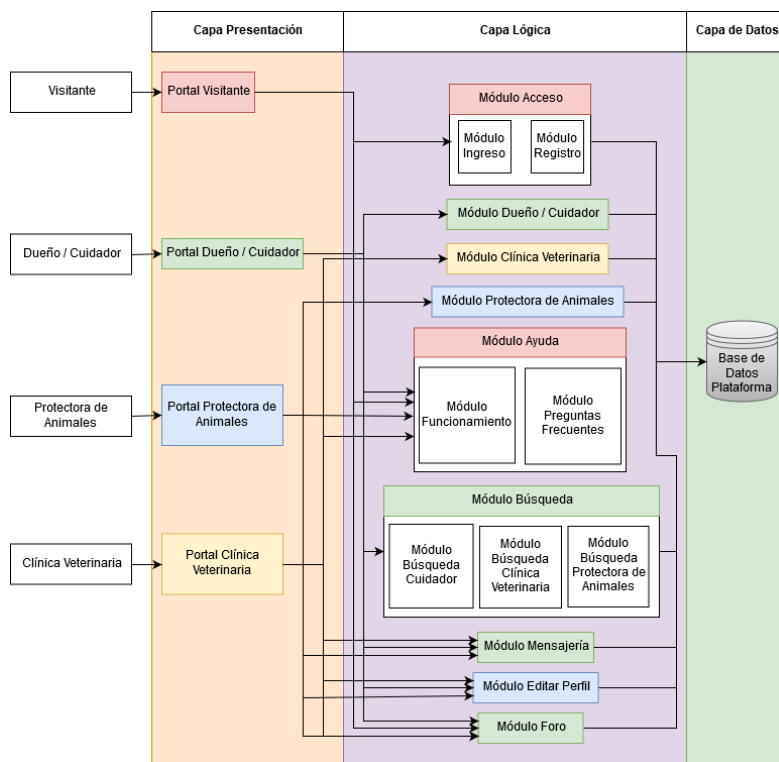 Capa Presentación
Capa Lógica
Capa de Datos
Visitante
Portal Visitante
Módulo Acceso
Módulo
Ingreso
Módulo
Registro
Dueño / Cuidador
Portal Dueño / Cuidador
Módulo Dueño / Cuidador
Módulo Clínica Veterinaria
Módulo Protectora de Animales
Módulo Ayuda
Módulo
Funcionamiento
Módulo
Preguntas
Frecuentes
Base de
Datos
Plataforma
Protectora de
Animales
Portal Protectora de
Animales
Módulo Búsqueda
Módulo
Búsqueda
Cuidador
Módulo
Búsqueda
Clínica
Veterinaria
Módulo
Búsqueda
Protectora de
Animales
Clínica Veterinaria
Portal Clínica
Veterinaria
Módulo Mensajería
Módulo Editar Perfil
Módulo Foro